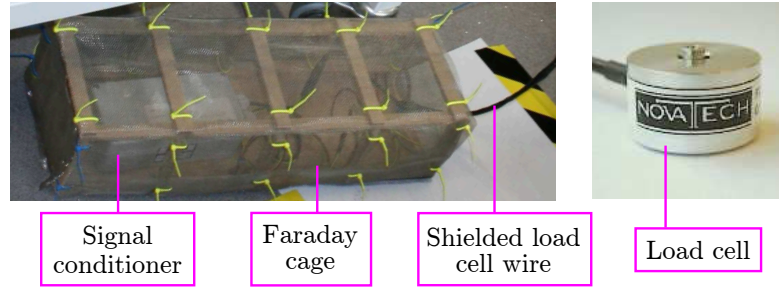 NOVATECH
Signal
conditioner
Faraday
cage
Shielded load
cell wire
Load cell